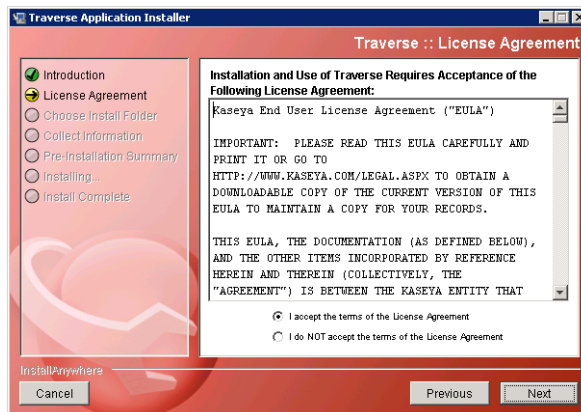 Traverse Application Installer
Traverse :: License Agreement
Introduction
License Agreement
Choose Install Folder
Collect Information
Pre-Installation Summary
Installing...
Install Complete
Installation and Use of Traverse Requires Acceptance of the
Following License Agreement:
Kaseya End User License Agreement ("EULA")
IMPORTANT:  PLEASE READ THIS EULA CAREFULLY AND
PRINT IT OR GO TO
HTTP://WWW.KASEYA.COM/LEGAL.ASPX TO OBTAIN A
DOWNLOADABLE COPY OF THE CURRENT VERSION OF THIS
EULA TO MAINTAIN A COPY FOR YOUR RECORDS.
THIS EULA, THE DOCUMENTATION (AS DEFINED BELOW),
AND THE OTHER ITEMS INCORPORATED BY REFERENCE
HEREIN AND THEREIN (COLLECTIVELY, THE
"AGREEMENT") IS BETWEEN THE KASEYA ENTITY THAT
I accept the terms of the License Agreement
I do NOT accept the terms of the License Agreement
InstallAnywhere
Cancel
Previous
Next